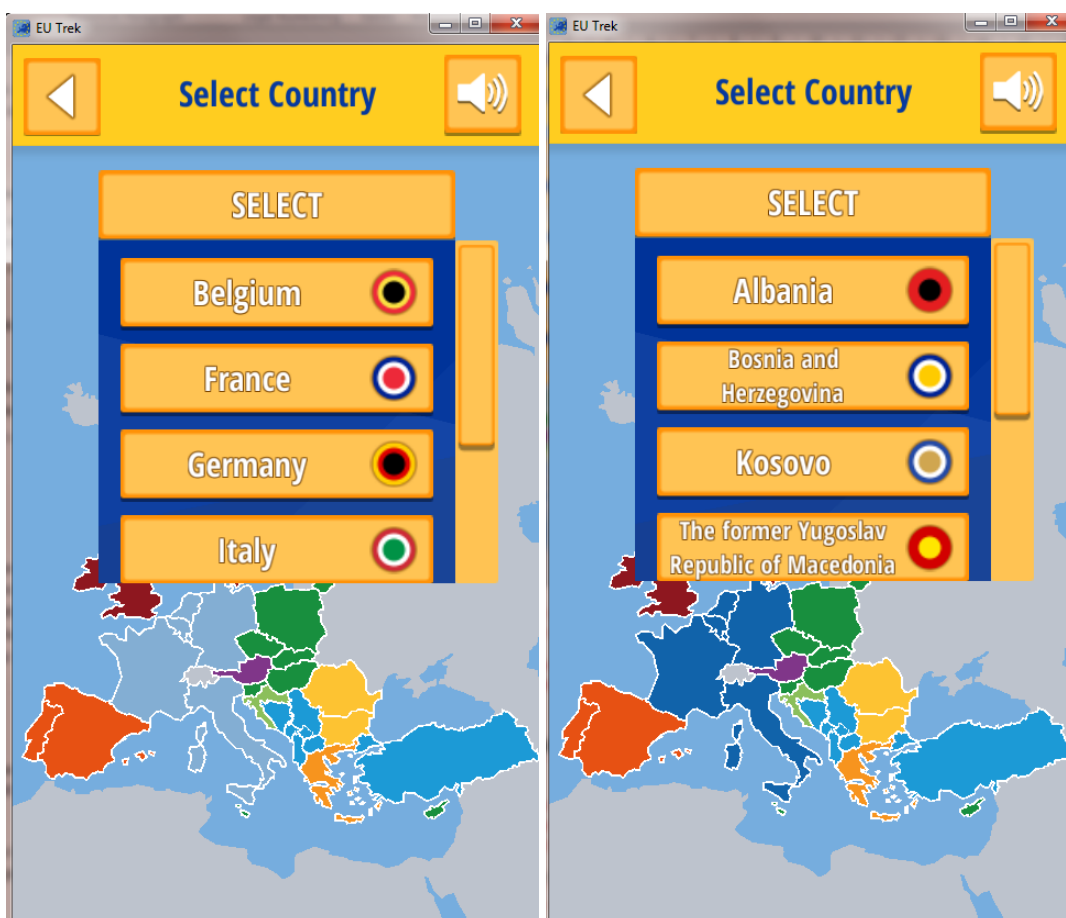 EU Trek
Select Country
SELECT
Belgium
France
Germany
Italy
EU Trek
Select Country
SELECT
Albania
Bosnia and
Herzegovina
Kosovo
The former Yugoslav
Republic of Macedonia